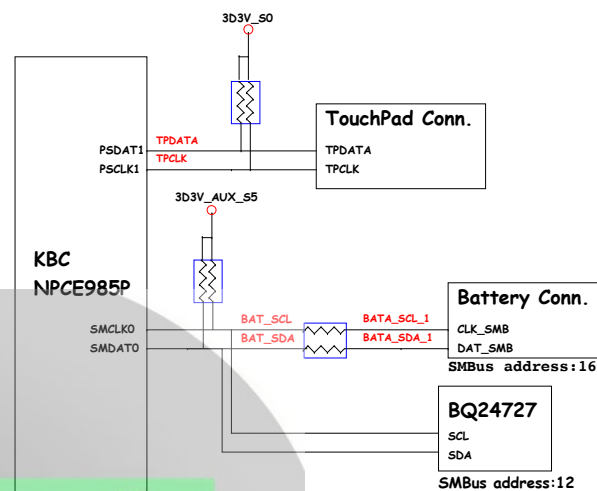 3D3V_S0
TouchPad Conn.
PSDAT1
TPDATA
TPDATA
PSCLK1
TPCLK
TPCLK
3D3V_AUX_S5
KBC
NPCE985P
Battery Conn.
SMCLK0
BAT_SCL
BATA_SCL_1
CLK_SMB
SMDAT0
BAT_SDA
BATA_SDA_1
DAT_SMB
SMBus address:16
BQ24727
SCL
SDA
SMBus address:12